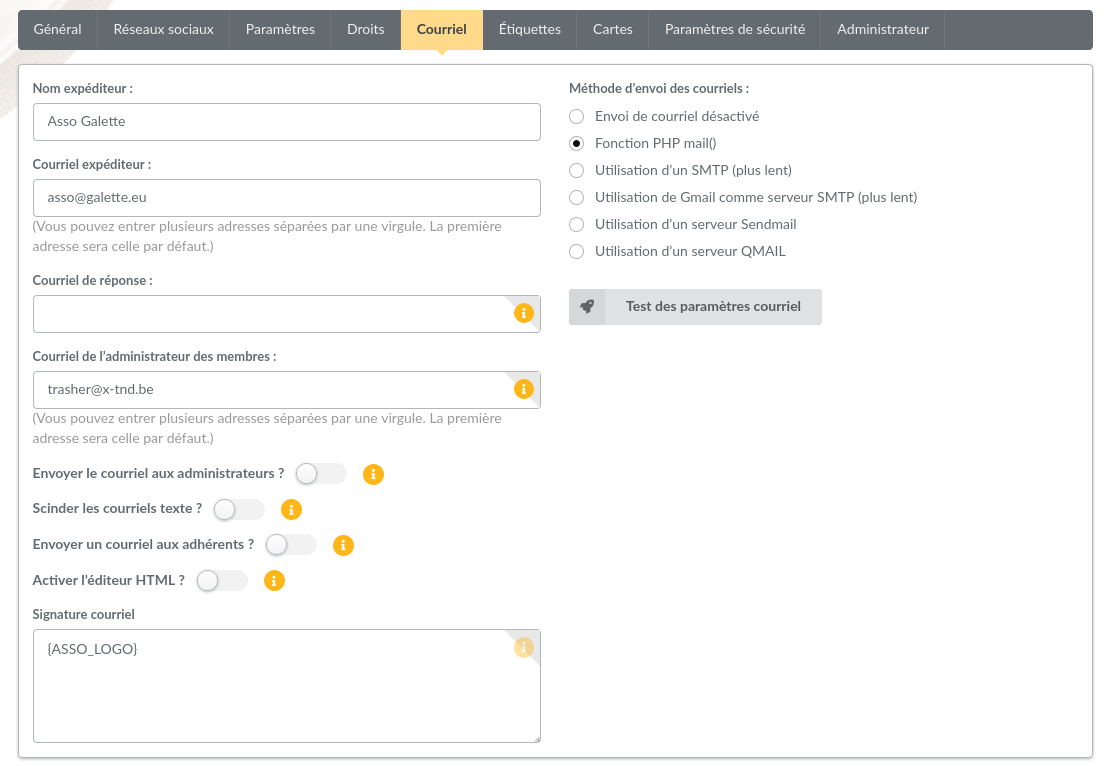 Général
Réseaux sociaux
Paramètres
Droits
Courriel
Étiquettes
Cartes
Paramètres de sécurité
Administrateur
Nom expéditeur :
Asso Galette
Courriel expéditeur :
asso@galette.eu
(Vous pouvez entrer plusieurs adresses séparées par une virgule. La première
adresse sera celle par défaut.)
Courriel de réponse :
Courriel de l’administrateur des membres :
trasher@x-tnd.be
(Vous pouvez entrer plusieurs adresses séparées par une virgule. La première
adresse sera celle par défaut.)
Envoyer le courriel aux administrateurs ?
Scinder les courriels texte ?
Envoyer un courriel aux adhérents ?
Activer l’éditeur HTML ?
Signature courriel
{ASSO_LOGO}
Méthode d’envoi des courriels :
Envoi de courriel désactivé
Fonction PHP mail()
Utilisation d’un SMTP (plus lent)
Utilisation de Gmail comme serveur SMTP (plus lent)
Utilisation d’un serveur Sendmail
Utilisation d’un serveur QMAIL
Test des paramètres courriel